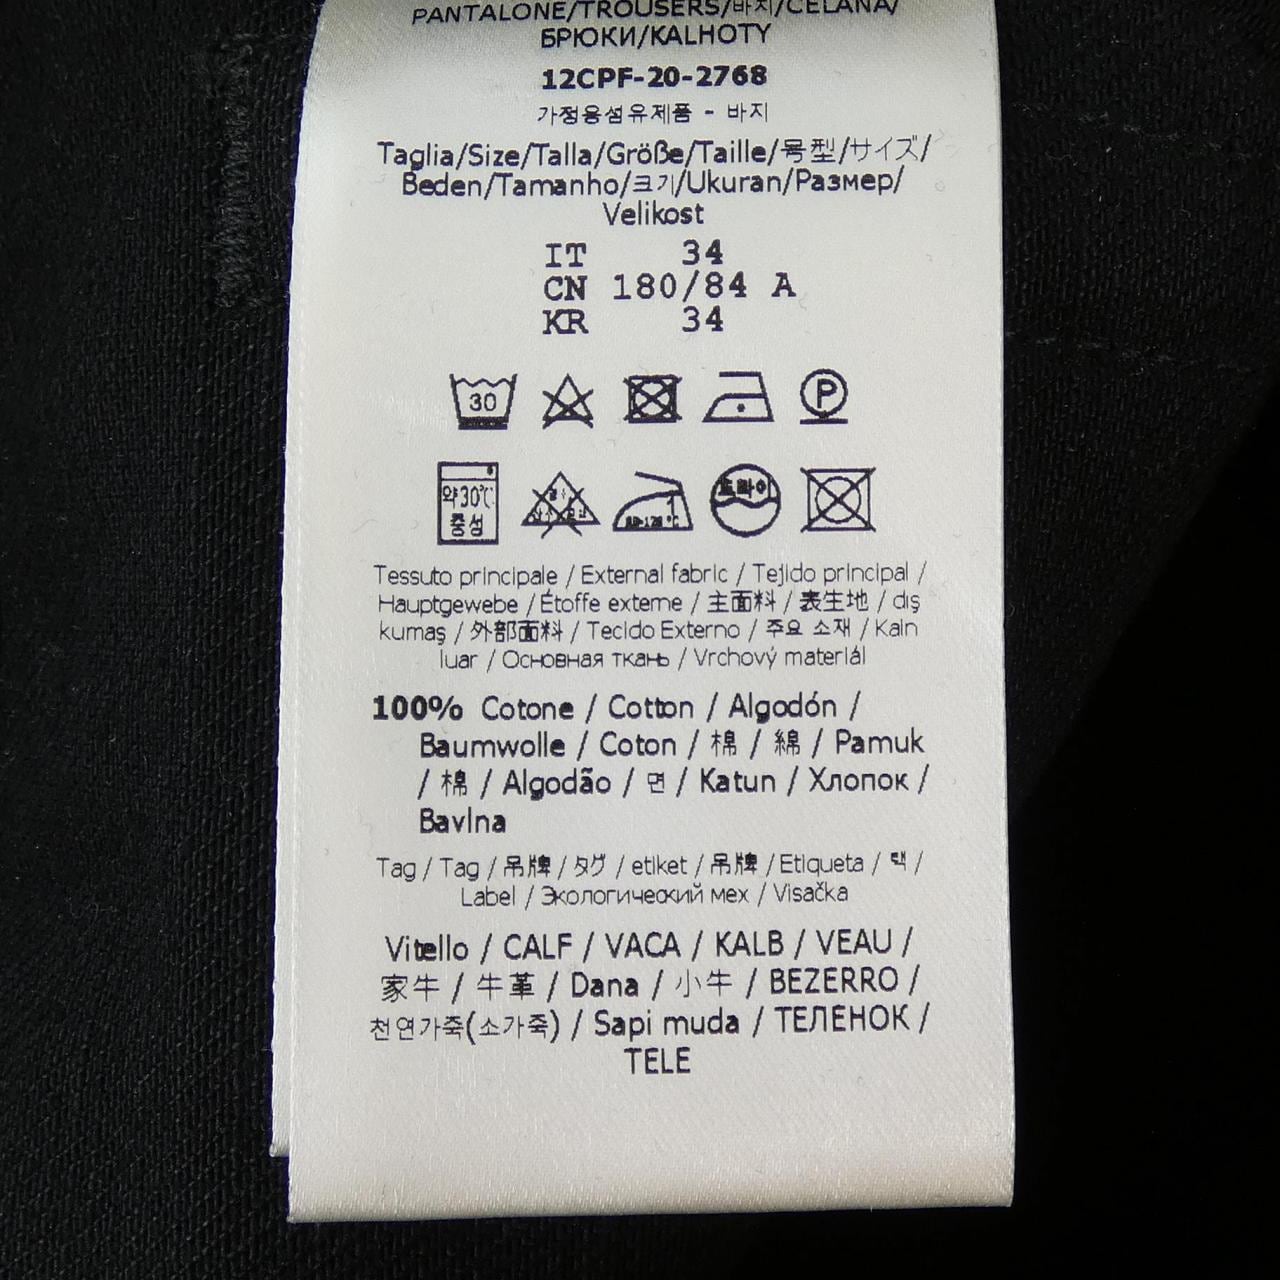 PANTALONE/TROUSERS/바지/CELANA/
БРЮКИ/KALHOTY
12CPF-20-2768
가정용섬유제품 - 바지
Taglia/Size/Talla/Größe/Taille/号型/サイズ/
Beden/Tamanho/크기/Ukuran/Размер/
Velikost
IT 34
CN 180/84 A
KR 34
30 P
약30℃ 드라이
중성
Tessuto principale / External fabric / Tejido principal /
Hauptgewebe / Étoffe externe / 主面料 / 表生地 / dış
kumaş / 外部面料 / Tecido Externo / 주요 소재 / Kain
luar / Основная ткань / Vrchový materiál
100% Cotone / Cotton / Algodón /
Baumwolle / Coton / 棉 / 綿 / Pamuk
/ 棉 / Algodão / 면 / Katun / Хлопок /
Bavlna
Tag / Tag / 吊牌 / タグ / etiket / 吊牌 / Etiqueta / 택 /
Label / Экологический мех / Visačka
Vitello / CALF / VACA / KALB / VEAU /
家牛 / 牛革 / Dana / 小牛 / BEZERRO /
천연가죽(소가죽) / Sapi muda / ТЕЛЕНОК /
TELE